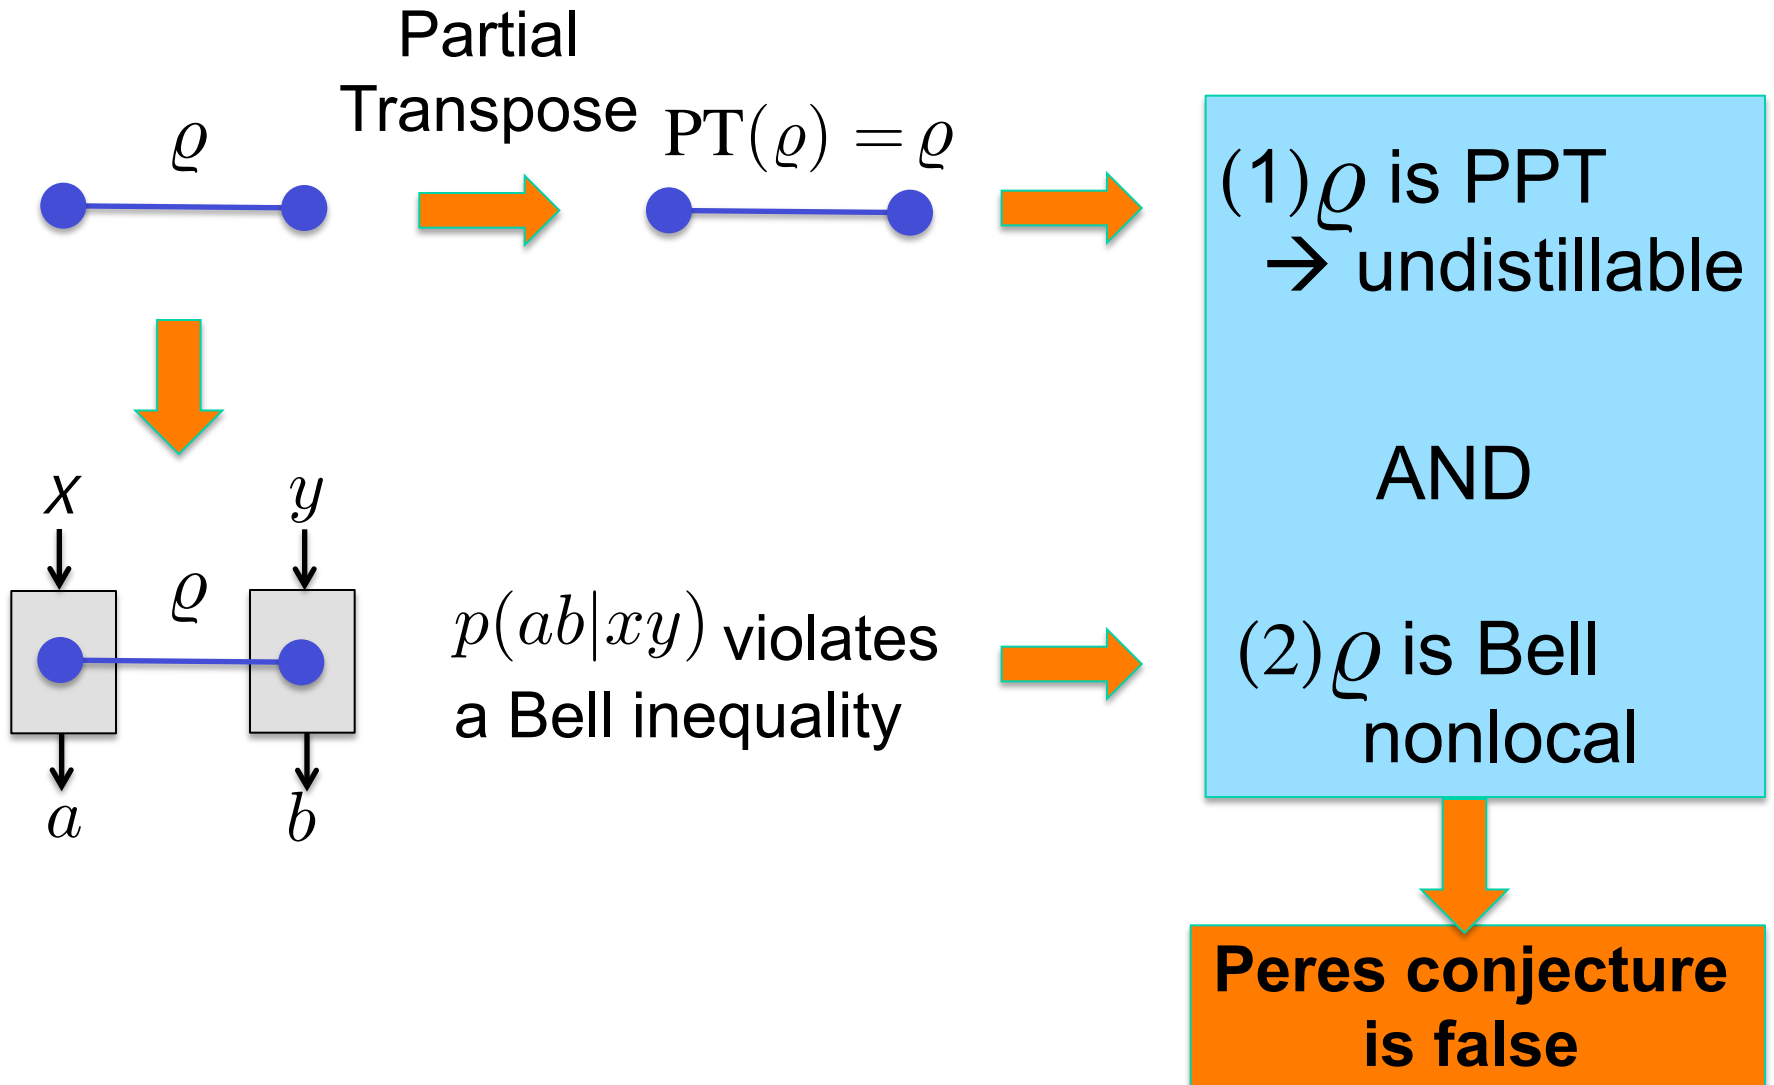 Partial
Transpose
ϱ
PT(ϱ) = ϱ
(1) ϱ is PPT
→ undistillable
AND
x
y
ϱ
p(ab|xy) violates
a Bell inequality
(2) ϱ is Bell
nonlocal
a
b
Peres conjecture
is false